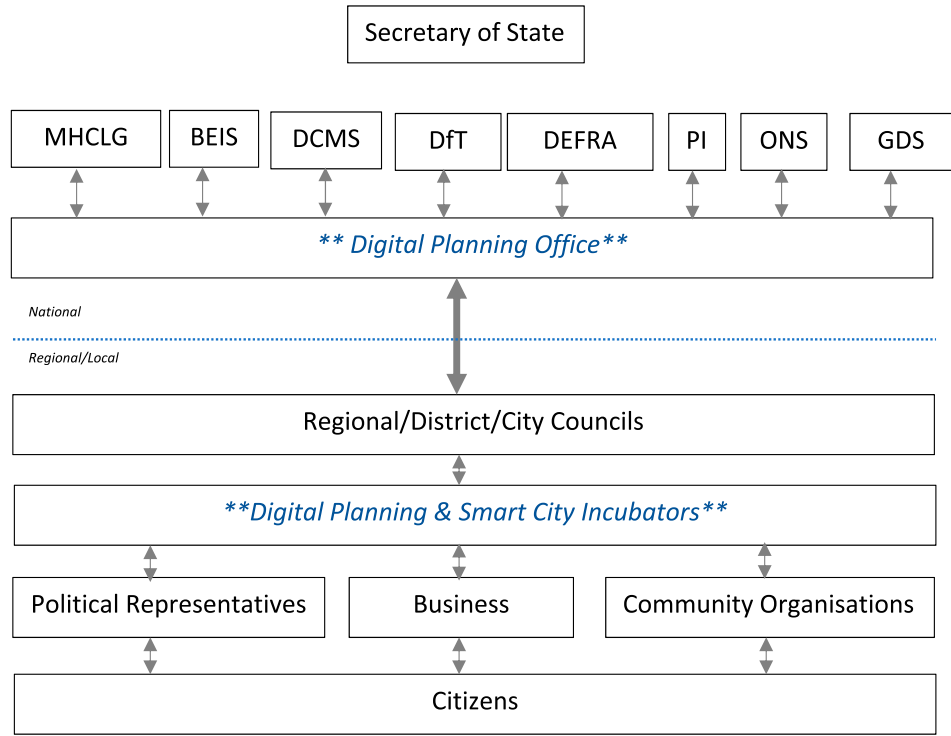 Secretary of State
MHCLG
BEIS
DCMS
DfT
DEFRA
PI
ONS
GDS
** Digital Planning Office**
National
Regional/Local
Regional/District/City Councils
**Digital Planning & Smart City Incubators**
Political Representatives
Business
Community Organisations
Citizens